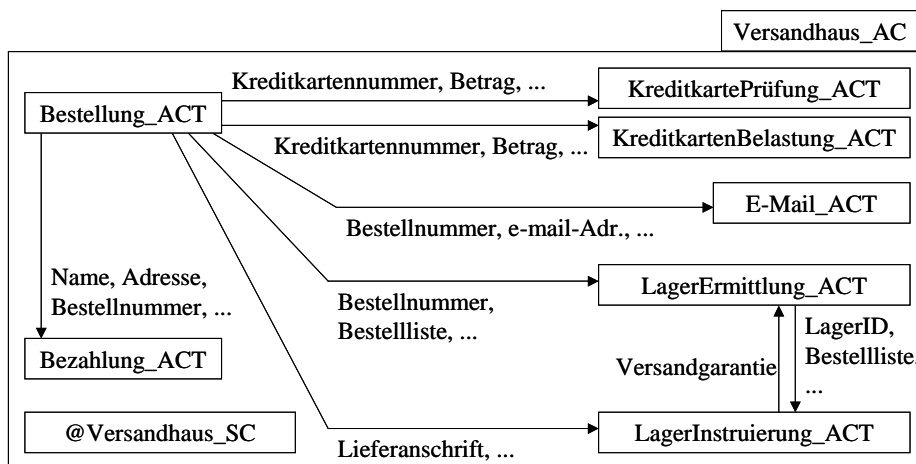 Versandhaus_AC
Kreditkartennummer, Betrag, ...
KreditkartePrüfung_ACT
Bestellung_ACT
KreditkartenBelastung_ACT
Kreditkartennummer, Betrag, ...
E-Mail_ACT
Bestellnummer, e-mail-Adr., ...
Name, Adresse,
Bestellnummer, ...
LagerErmittlung_ACT
Bestellnummer,
Bestellliste, ...
LagerID,
Bestellliste,
...
Bezahlung_ACT
Versandgarantie
@Versandhaus_SC
LagerInstruierung_ACT
Lieferanschrift, ...